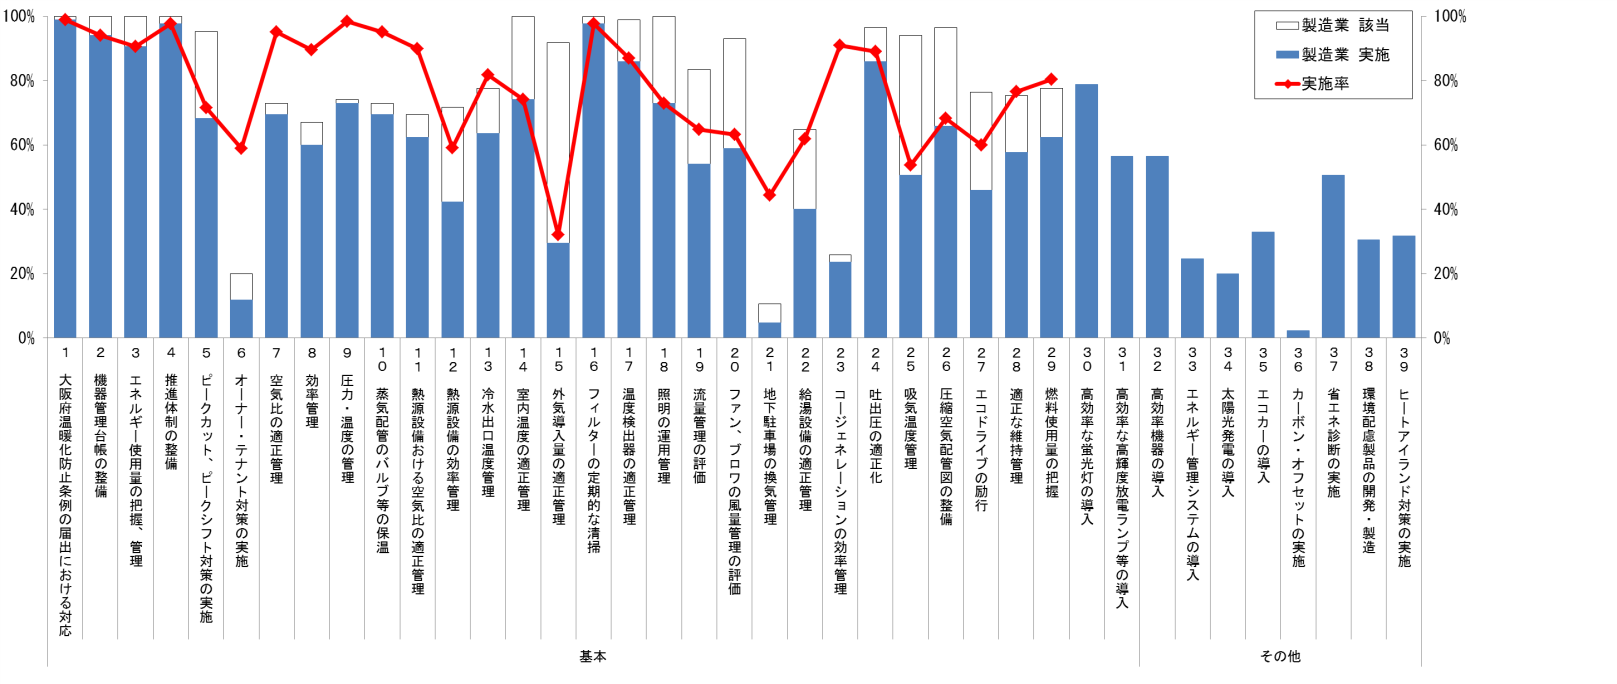 100%
80%
60%
40%
20%
0%
100%
80%
60%
40%
20%
0%
製造業 該当
製造業 実施
実施率
1 大阪府温暖化防止条例の届出における対応
2 機器管理台帳の整備
3 エネルギー使用量の把握、管理
4 推進体制の整備
5 ピークカット、ピークシフト対策の実施
6 オーナー・テナント対策の実施
7 空気比の適正管理
8 効率管理
9 圧力・温度の管理
10 蒸気配管のバルブ等の保温
11 熱源設備おける空気比の適正管理
12 熱源設備の効率管理
13 冷水出口温度管理
14 室内温度の適正管理
15 外気導入量の適正管理
16 フィルターの定期的な清掃
17 温度検出器の適正管理
18 照明の運用管理
19 流量管理の評価
20 ファン、ブロワの風量管理の評価
21 地下駐車場の換気管理
22 給湯設備の適正管理
23 コージェネレーションの効率管理
24 吐出圧の適正化
25 吸気温度管理
26 圧縮空気配管図の整備
27 エコドライブの励行
28 適正な維持管理
29 燃料使用量の把握
30 高効率な蛍光灯の導入
31 高効率な高輝度放電ランプ等の導入
32 高効率機器の導入
33 エネルギー管理システムの導入
34 太陽光発電の導入
35 エコカーの導入
36 カーボン・オフセットの実施
37 省エネ診断の実施
38 環境配慮製品の開発・製造
39 ヒートアイランド対策の実施
基本
その他